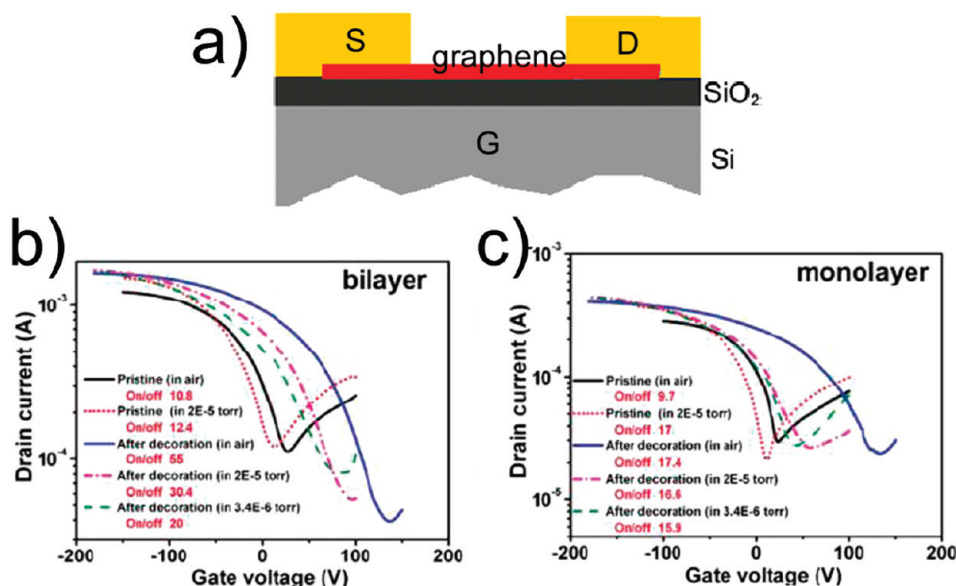 a)
S
D
graphene
SiO₂
G
Si
b)
bilayer
Drain current (A)
10⁻³
10⁻⁴
Pristine (in air)
On/off 10.8
Pristine (in 2E-5 torr)
On/off 12.4
After decoration (in air)
On/off 55
After decoration (in 2E-5 torr)
On/off 30.4
After decoration (in 3.4E-6 torr)
On/off 20
-200 -100 0 100 200
Gate voltage (V)
c)
monolayer
Drain current (A)
10⁻³
10⁻⁴
10⁻⁵
Pristine (in air)
On/off 9.7
Pristine (in 2E-5 torr)
On/off 17
After decoration (in air)
On/off 17.4
After decoration (in 2E-5 torr)
On/off 16.6
After decoration (in 3.4E-6 torr)
On/off 15.9
-200 -100 0 100 200
Gate voltage (V)